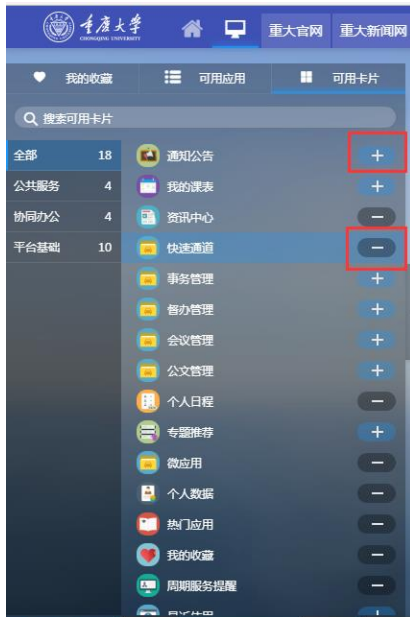 重庆大学 重大官网 重大新闻网
CHONGQING UNIVERSITY
我的收藏 可用应用 可用卡片
搜索可用卡片
全部 18
公共服务 4
协同办公 4
平台基础 10
通知公告
我的课表
资讯中心
快速通道
事务管理
督办管理
会议管理
公文管理
个人日程
专题推荐
微应用
个人数据
热门应用
我的收藏
周期服务提醒
最近使用